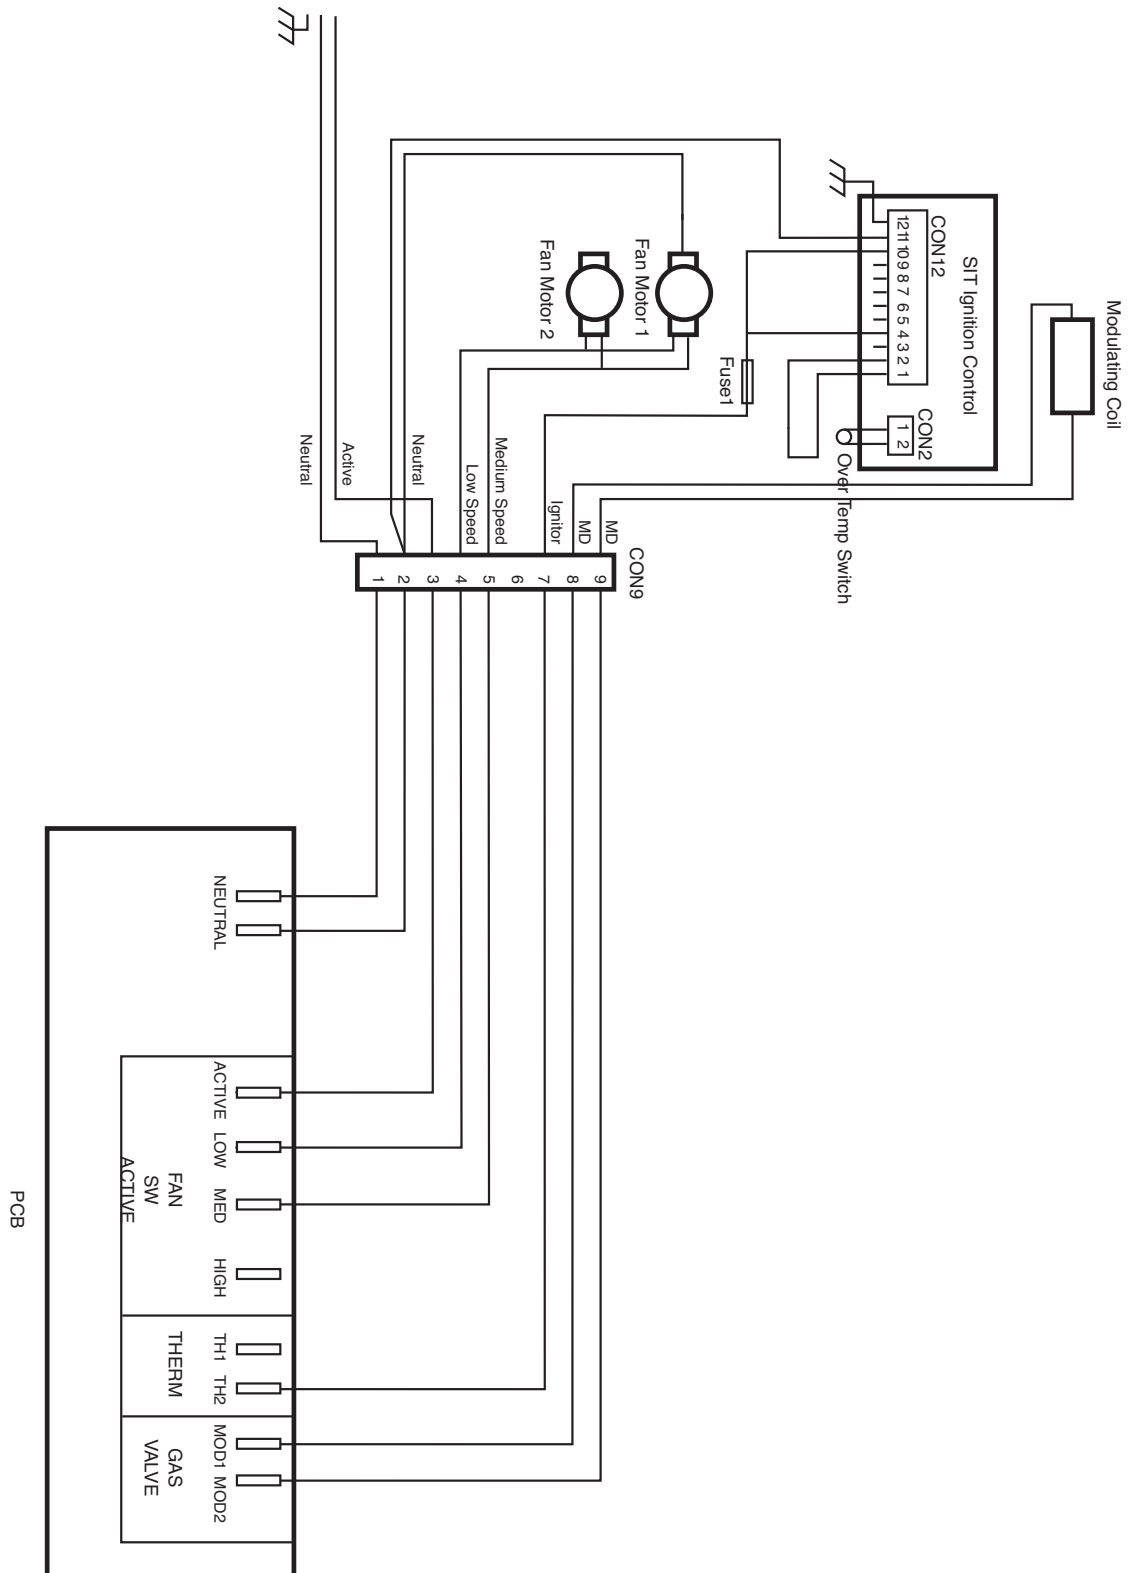 Modulating Coil
SIT Ignition Control
CON12
12 11 10 9 8 7 6 5 4 3 2 1
CON2
1 2
Over Temp Switch
Fan Motor 1
Fan Motor 2
Fuse1
Neutral
Active
Neutral
Low Speed
Medium Speed
Ignitor
MD
MD
CON9
1 2 3 4 5 6 7 8 9
NEUTRAL
ACTIVE
LOW
MED
HIGH
FAN
SW
ACTIVE
TH1
TH2
THERM
MOD1
MOD2
GAS
VALVE
PCB